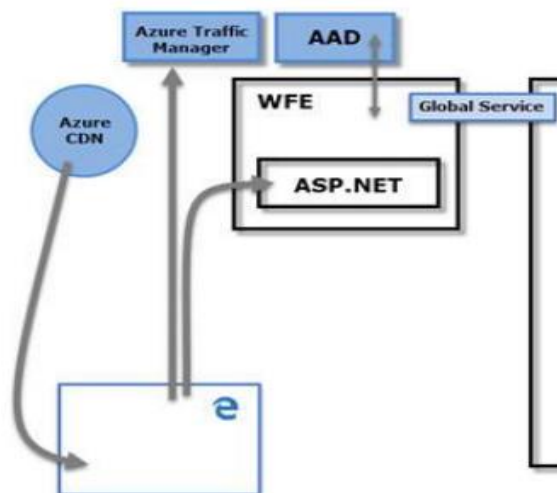 Azure Traffic
Manager
AAD
WFE
Global Service
Azure
CDN
ASP.NET